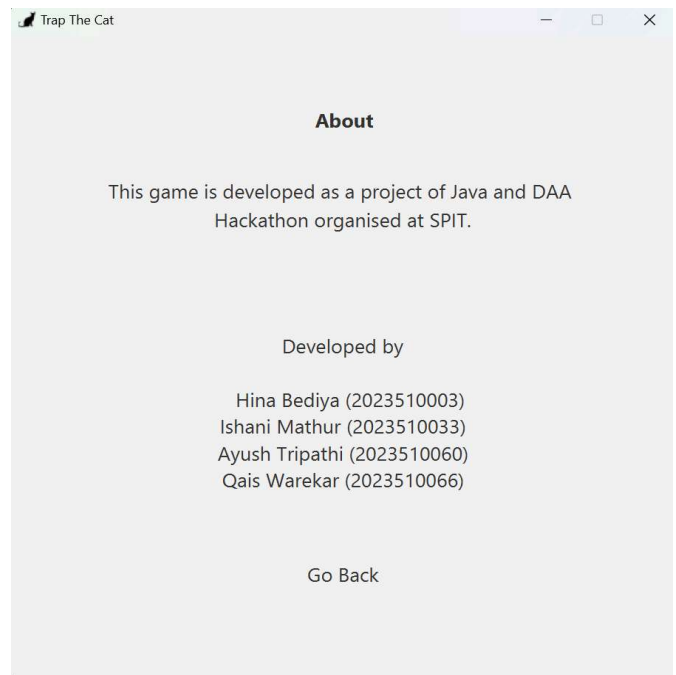 Trap The Cat
About
This game is developed as a project of Java and DAA
Hackathon organised at SPIT.
Developed by
Hina Bediya (2023510003)
Ishani Mathur (2023510033)
Ayush Tripathi (2023510060)
Qais Warekar (2023510066)
Go Back